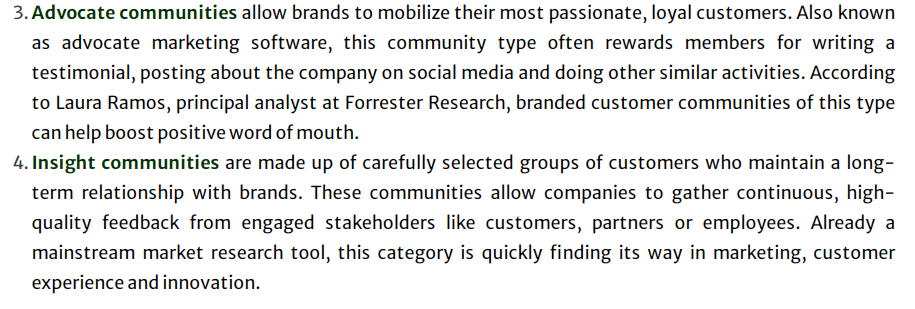 3. Advocate communities allow brands to mobilize their most passionate, loyal customers. Also known
as advocate marketing software, this community type often rewards members for writing a
testimonial, posting about the company on social media and doing other similar activities. According
to Laura Ramos, principal analyst at Forrester Research, branded customer communities of this type
can help boost positive word of mouth.
4. Insight communities are made up of carefully selected groups of customers who maintain a long-
term relationship with brands. These communities allow companies to gather continuous, high-
quality feedback from engaged stakeholders like customers, partners or employees. Already a
mainstream market research tool, this category is quickly finding its way in marketing, customer
experience and innovation.